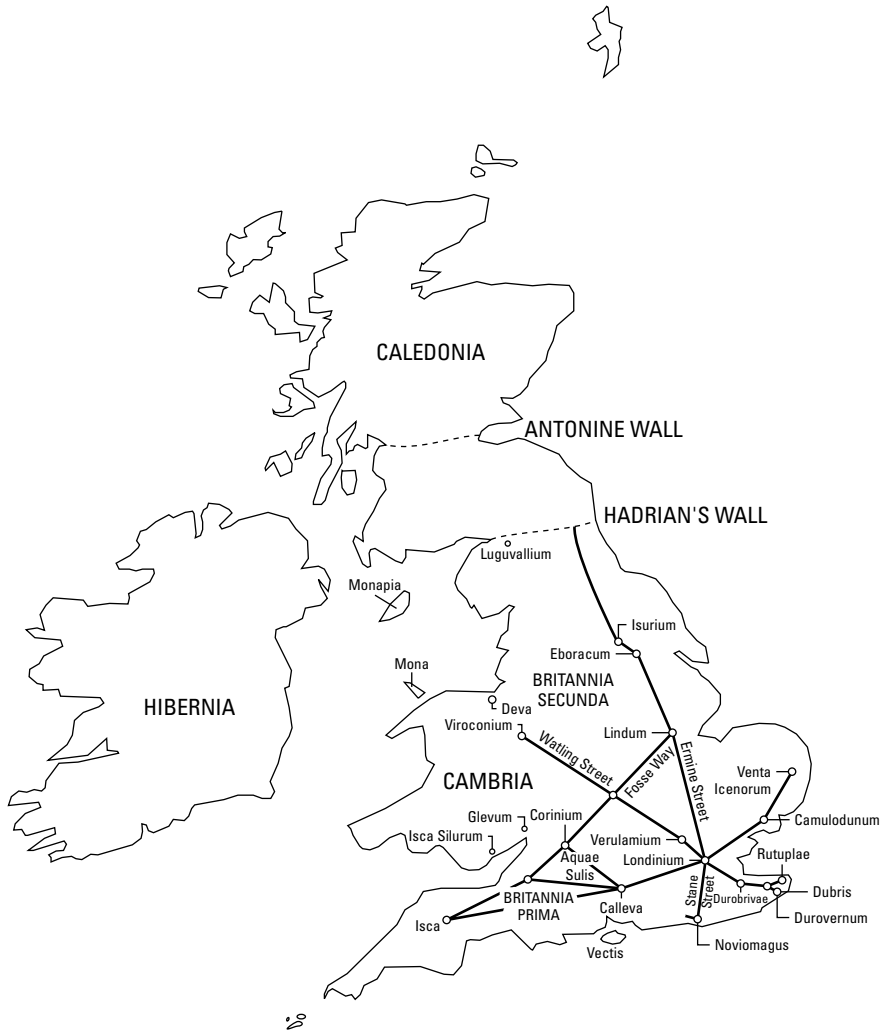 CALEDONIA
ANTONINE WALL
HADRIAN'S WALL
Luguvallium
Monapia
Isurium
Eboracum
Mona
BRITANNIA
SECUNDA
HIBERNIA
Deva
Viroconium
Lindum
Watling Street
Fosse Way
Ermine Street
Venta
Icenorum
CAMBRIA
Glevum
Corinium
Camulodunum
Isca Silurum
Verulamium
Aquae
Sulis
Londinium
Rutuplae
Stane
Street
Durobrivae
Dubris
BRITANNIA
PRIMA
Calleva
Durovernum
Isca
Noviomagus
Vectis